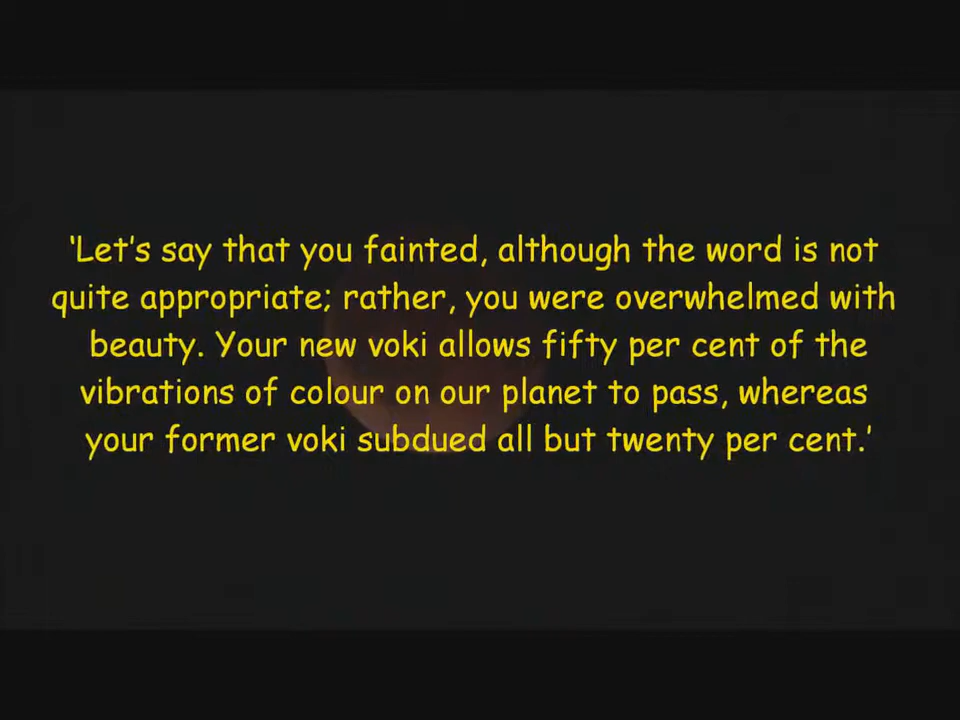 ‘Let’s say that you fainted, although the word is not
quite appropriate; rather, you were overwhelmed with
beauty. Your new voki allows fifty per cent of the
vibrations of colour on our planet to pass, whereas
your former voki subdued all but twenty per cent.’